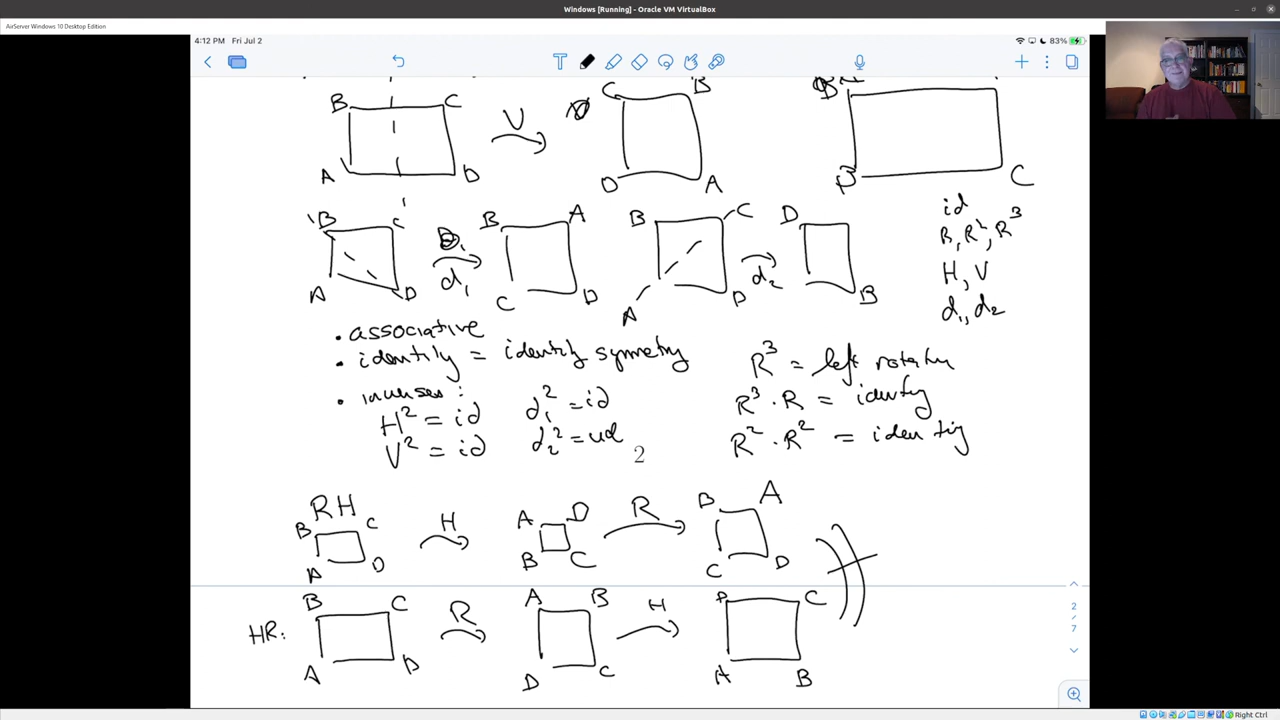 Windows [Running] - Oracle VM VirtualBox
AirServer Windows 10 Desktop Edition
4:12 PM Fri Jul 2
83%
B C V C B
A D D A C
B C d₁ B A B C d₂ D
A D C D A D B
id
R, R², R³
H, V
d₁, d₂
• associative
• identity = identity symmetry
• inverses:
H² = id d₁² = id
V² = id d₂² =
R³ = left rotation
R³ · R = identity
R² · R² = identity
2
RH
B C H A D R B A
A D B C C D
HR:
B C R A B H C
A D D C A B
2
/
7
Right Ctrl